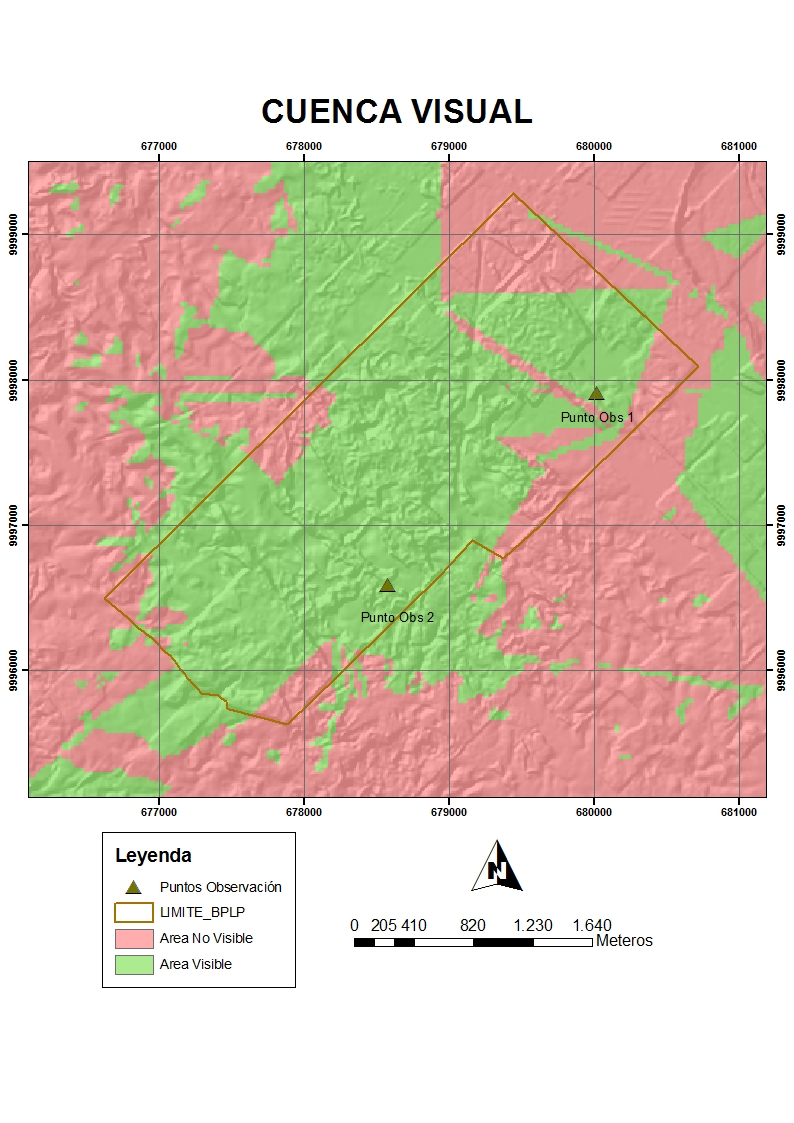 CUENCA VISUAL
677000 678000 679000 680000 681000
9999000 9999000
9998000 9998000
Punto Obs 1
9997000 9997000
Punto Obs 2
9996000 9996000
677000 678000 679000 680000 681000
Leyenda
Puntos Observación
LIMITE_BPLP
Area No Visible
Area Visible
N
0 205 410 820 1.230 1.640
Meteros